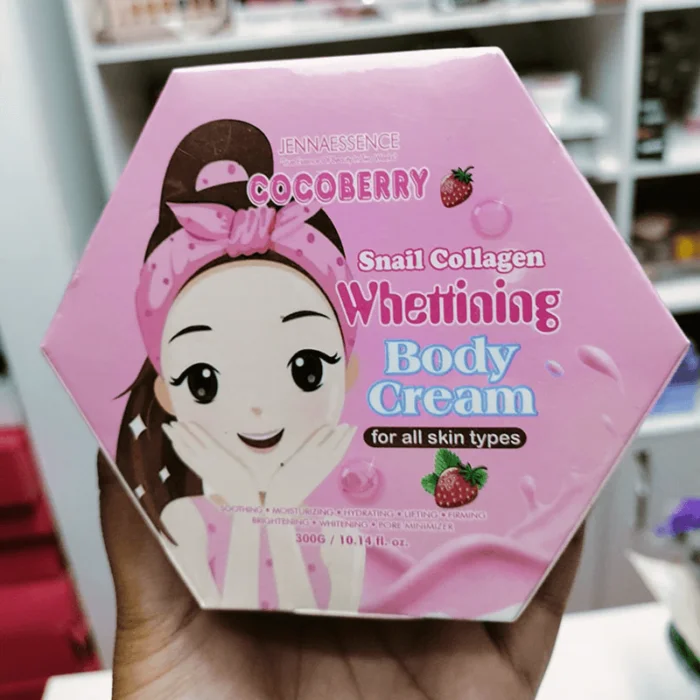 JENNAESSENCE
COCOBERRY
Snail Collagen
Whettining
Body
Cream
for all skin types
SOOTHING • MOISTURIZING • HYDRATING • LIFTING • FIRMING
BRIGHTENING • WHITENING • PORE MINIMIZER
300G / 10.14 fl. oz.